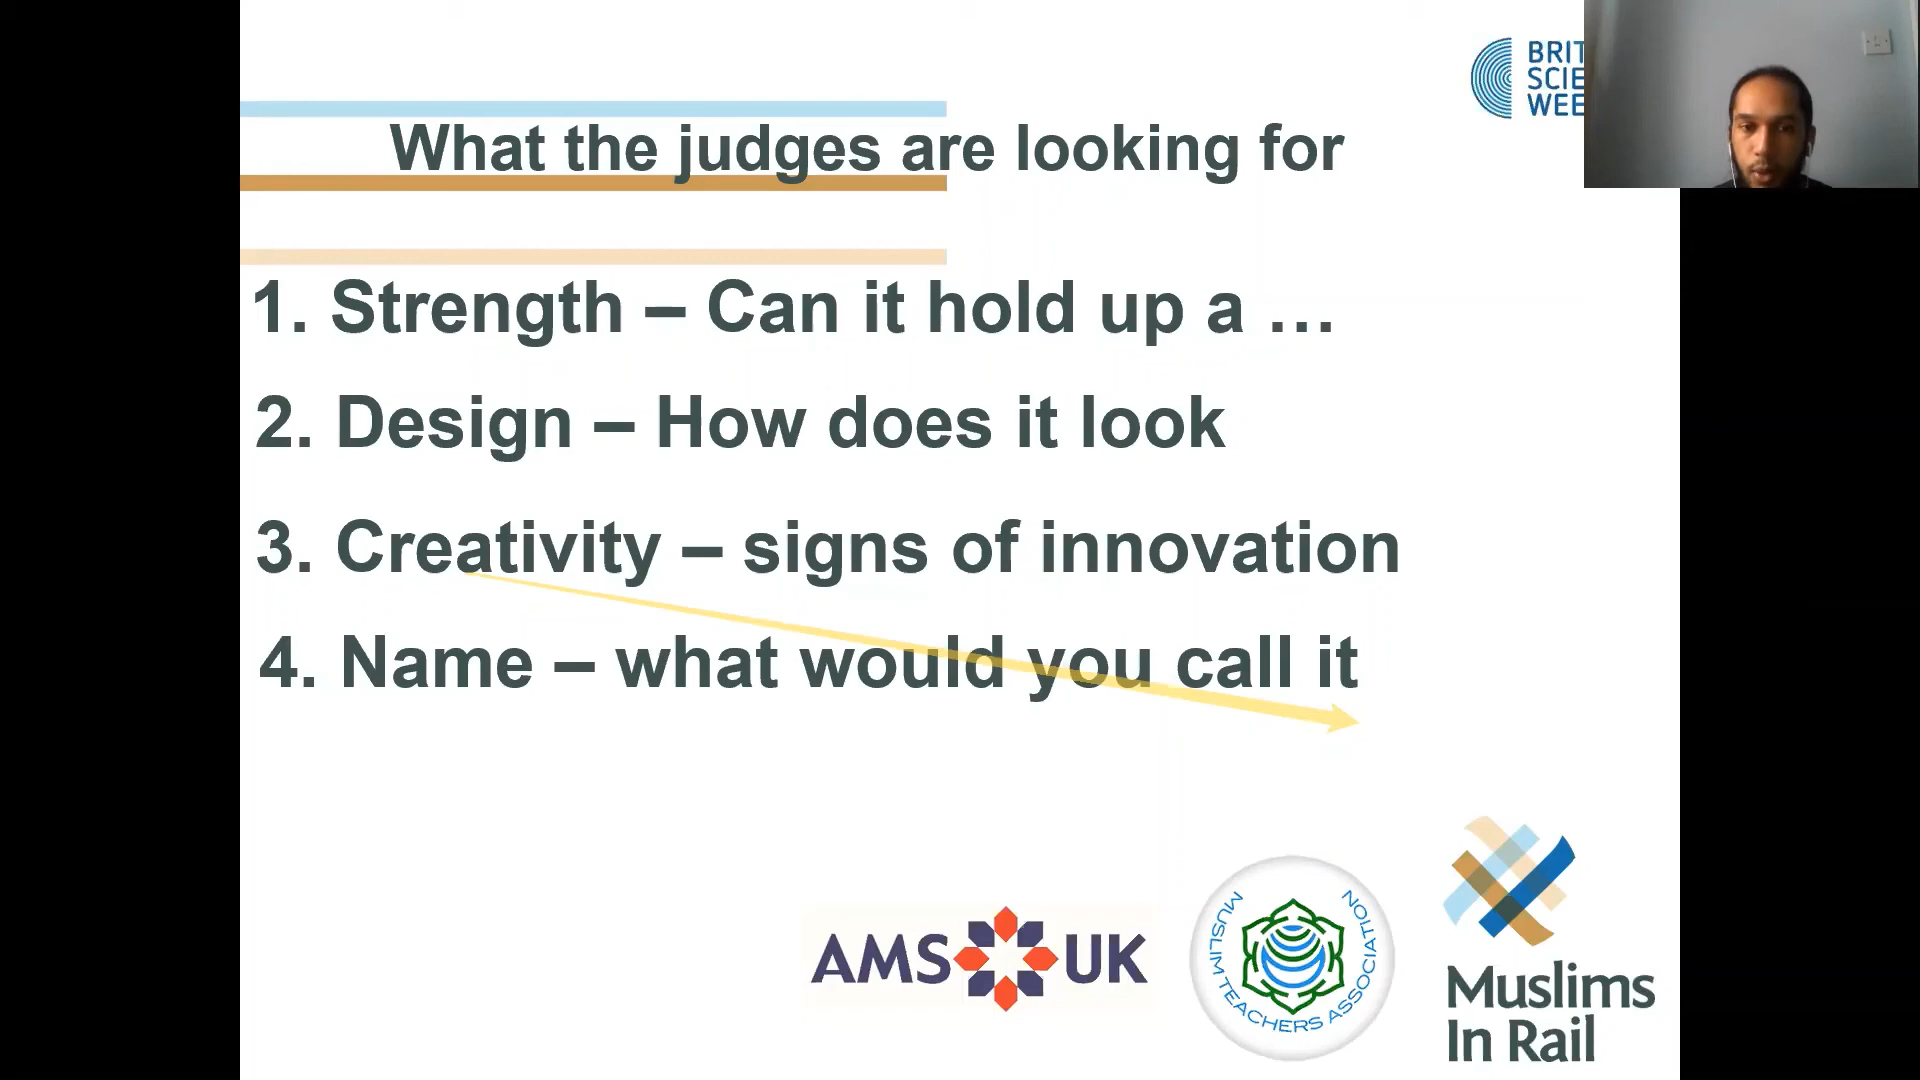 What the judges are looking for
1. Strength – Can it hold up a …
2. Design – How does it look
3. Creativity – signs of innovation
4. Name – what would you call it
BRIT
SCIE
WEE
AMS UK
MUSLIM TEACHERS ASSOCIATION
Muslims
In Rail